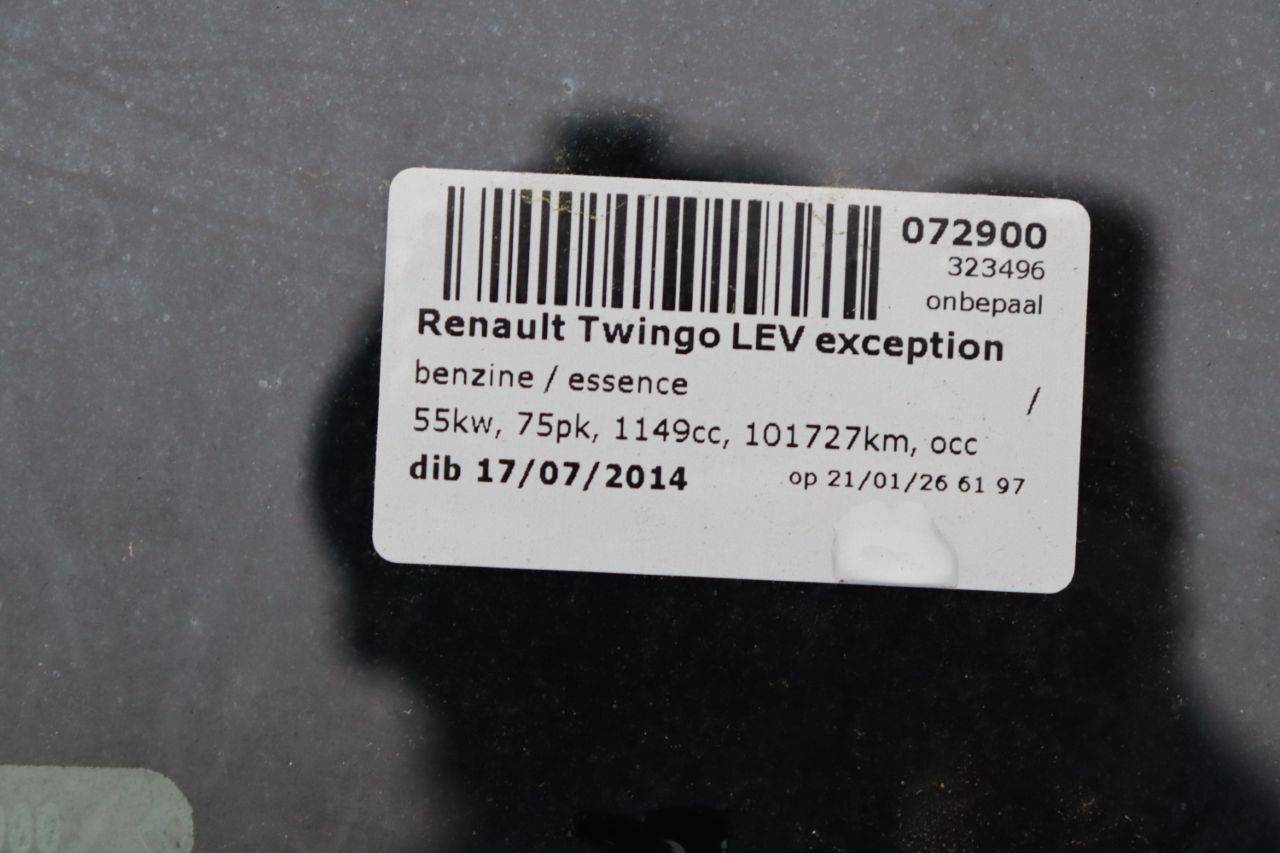 072900
323496
onbepaal
Renault Twingo LEV exception
benzine / essence /
55kw, 75pk, 1149cc, 101727km, occ
dib 17/07/2014 op 21/01/26 61 97